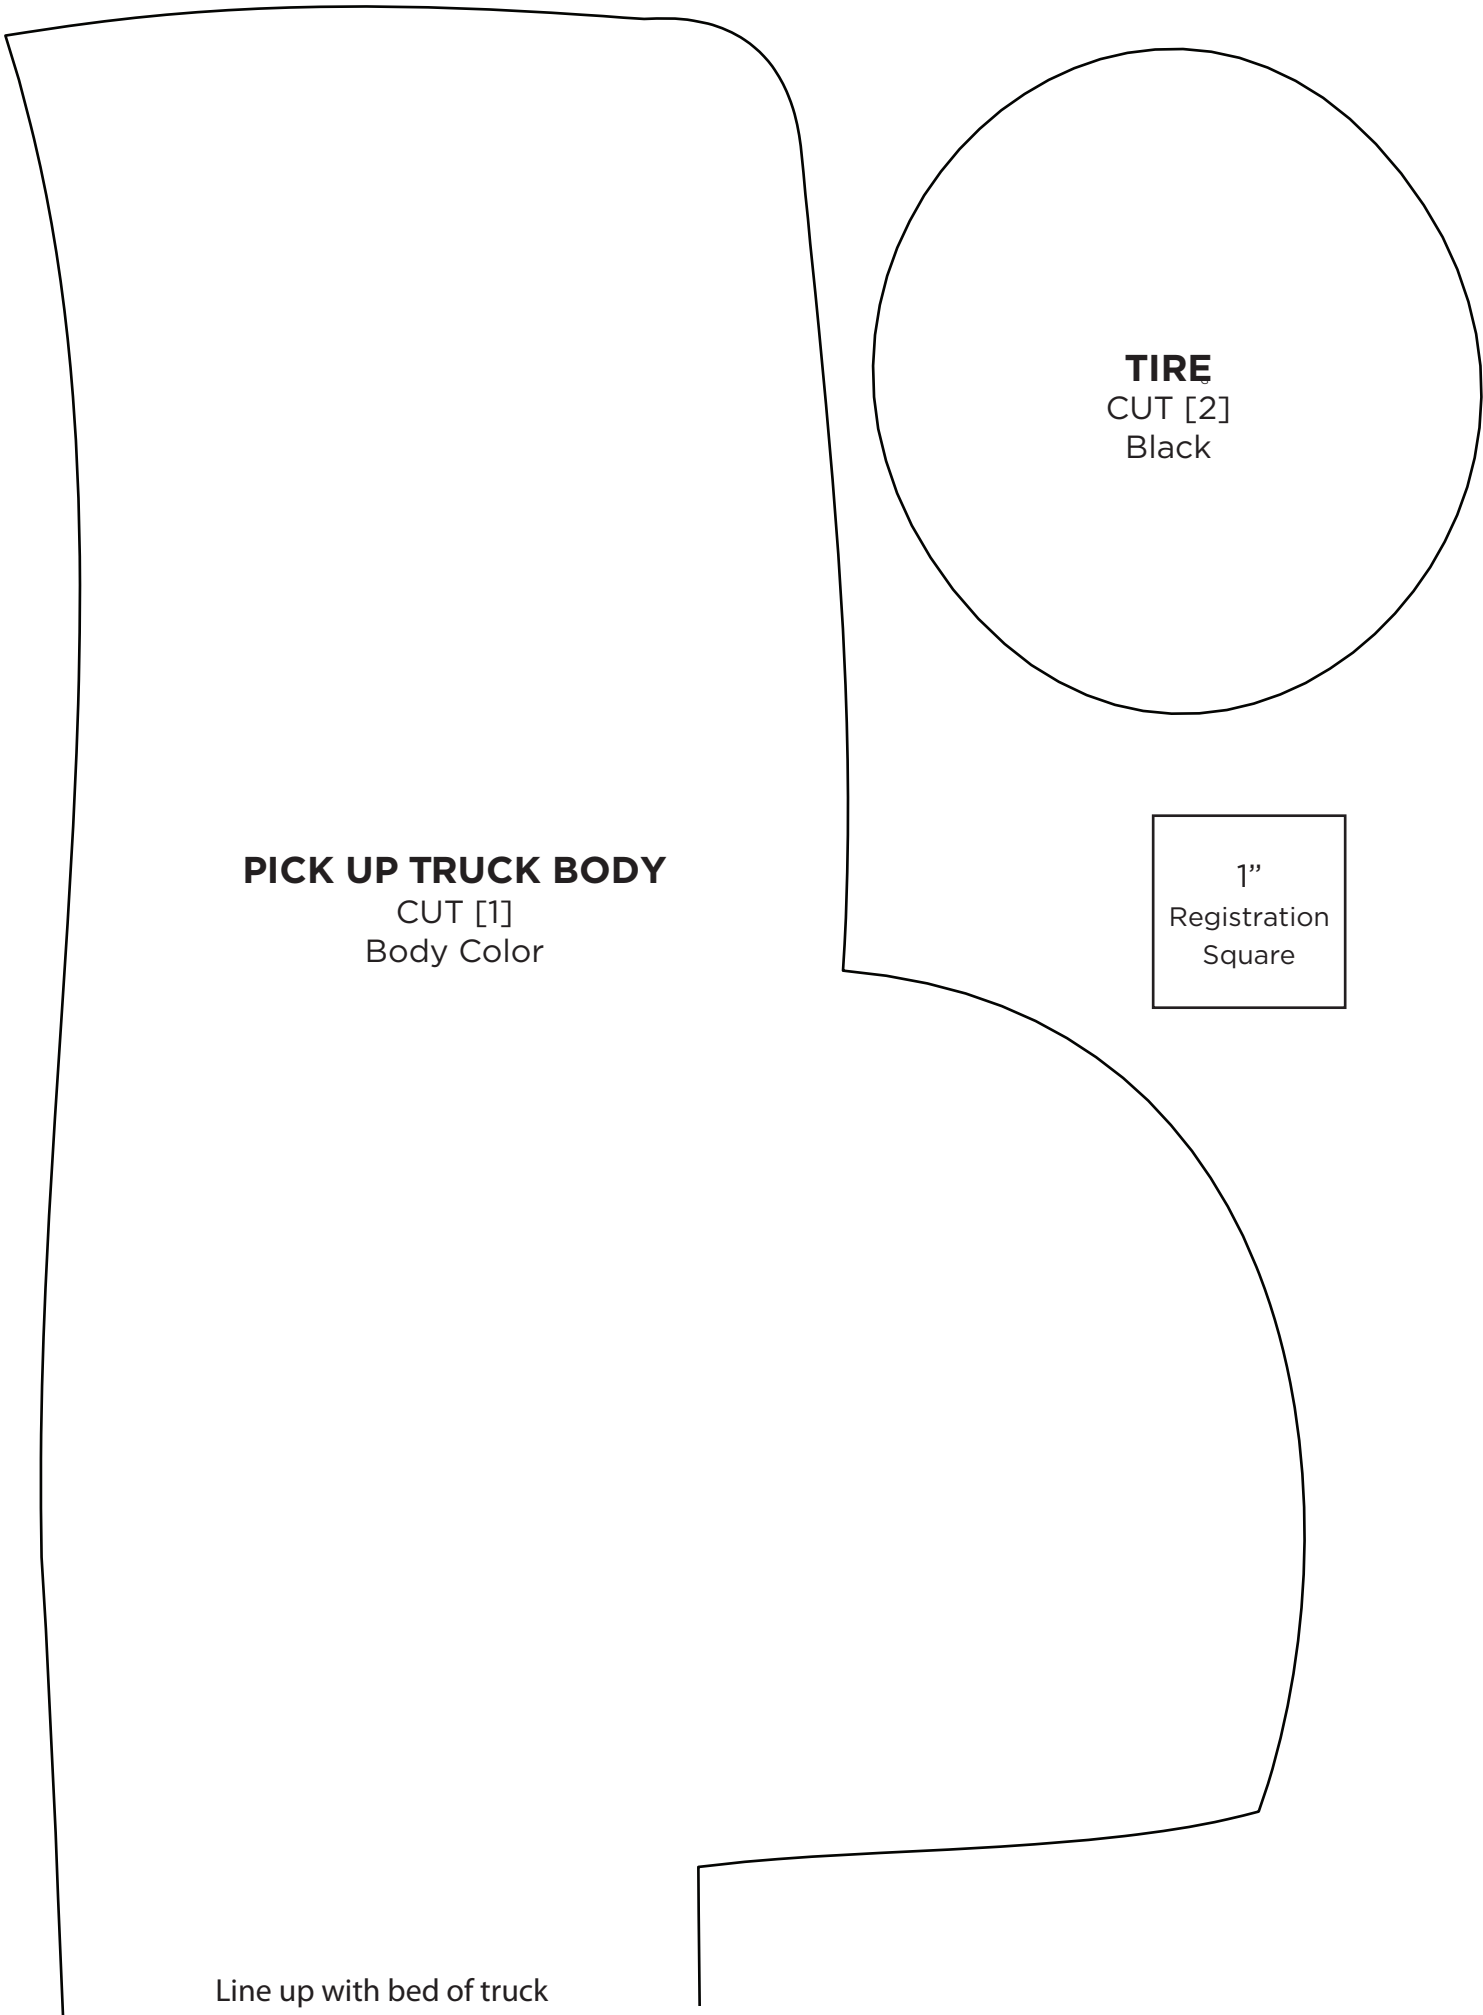 TIRE
CUT [2]
Black
PICK UP TRUCK BODY
CUT [1]
Body Color
1”
Registration
Square
Line up with bed of truck